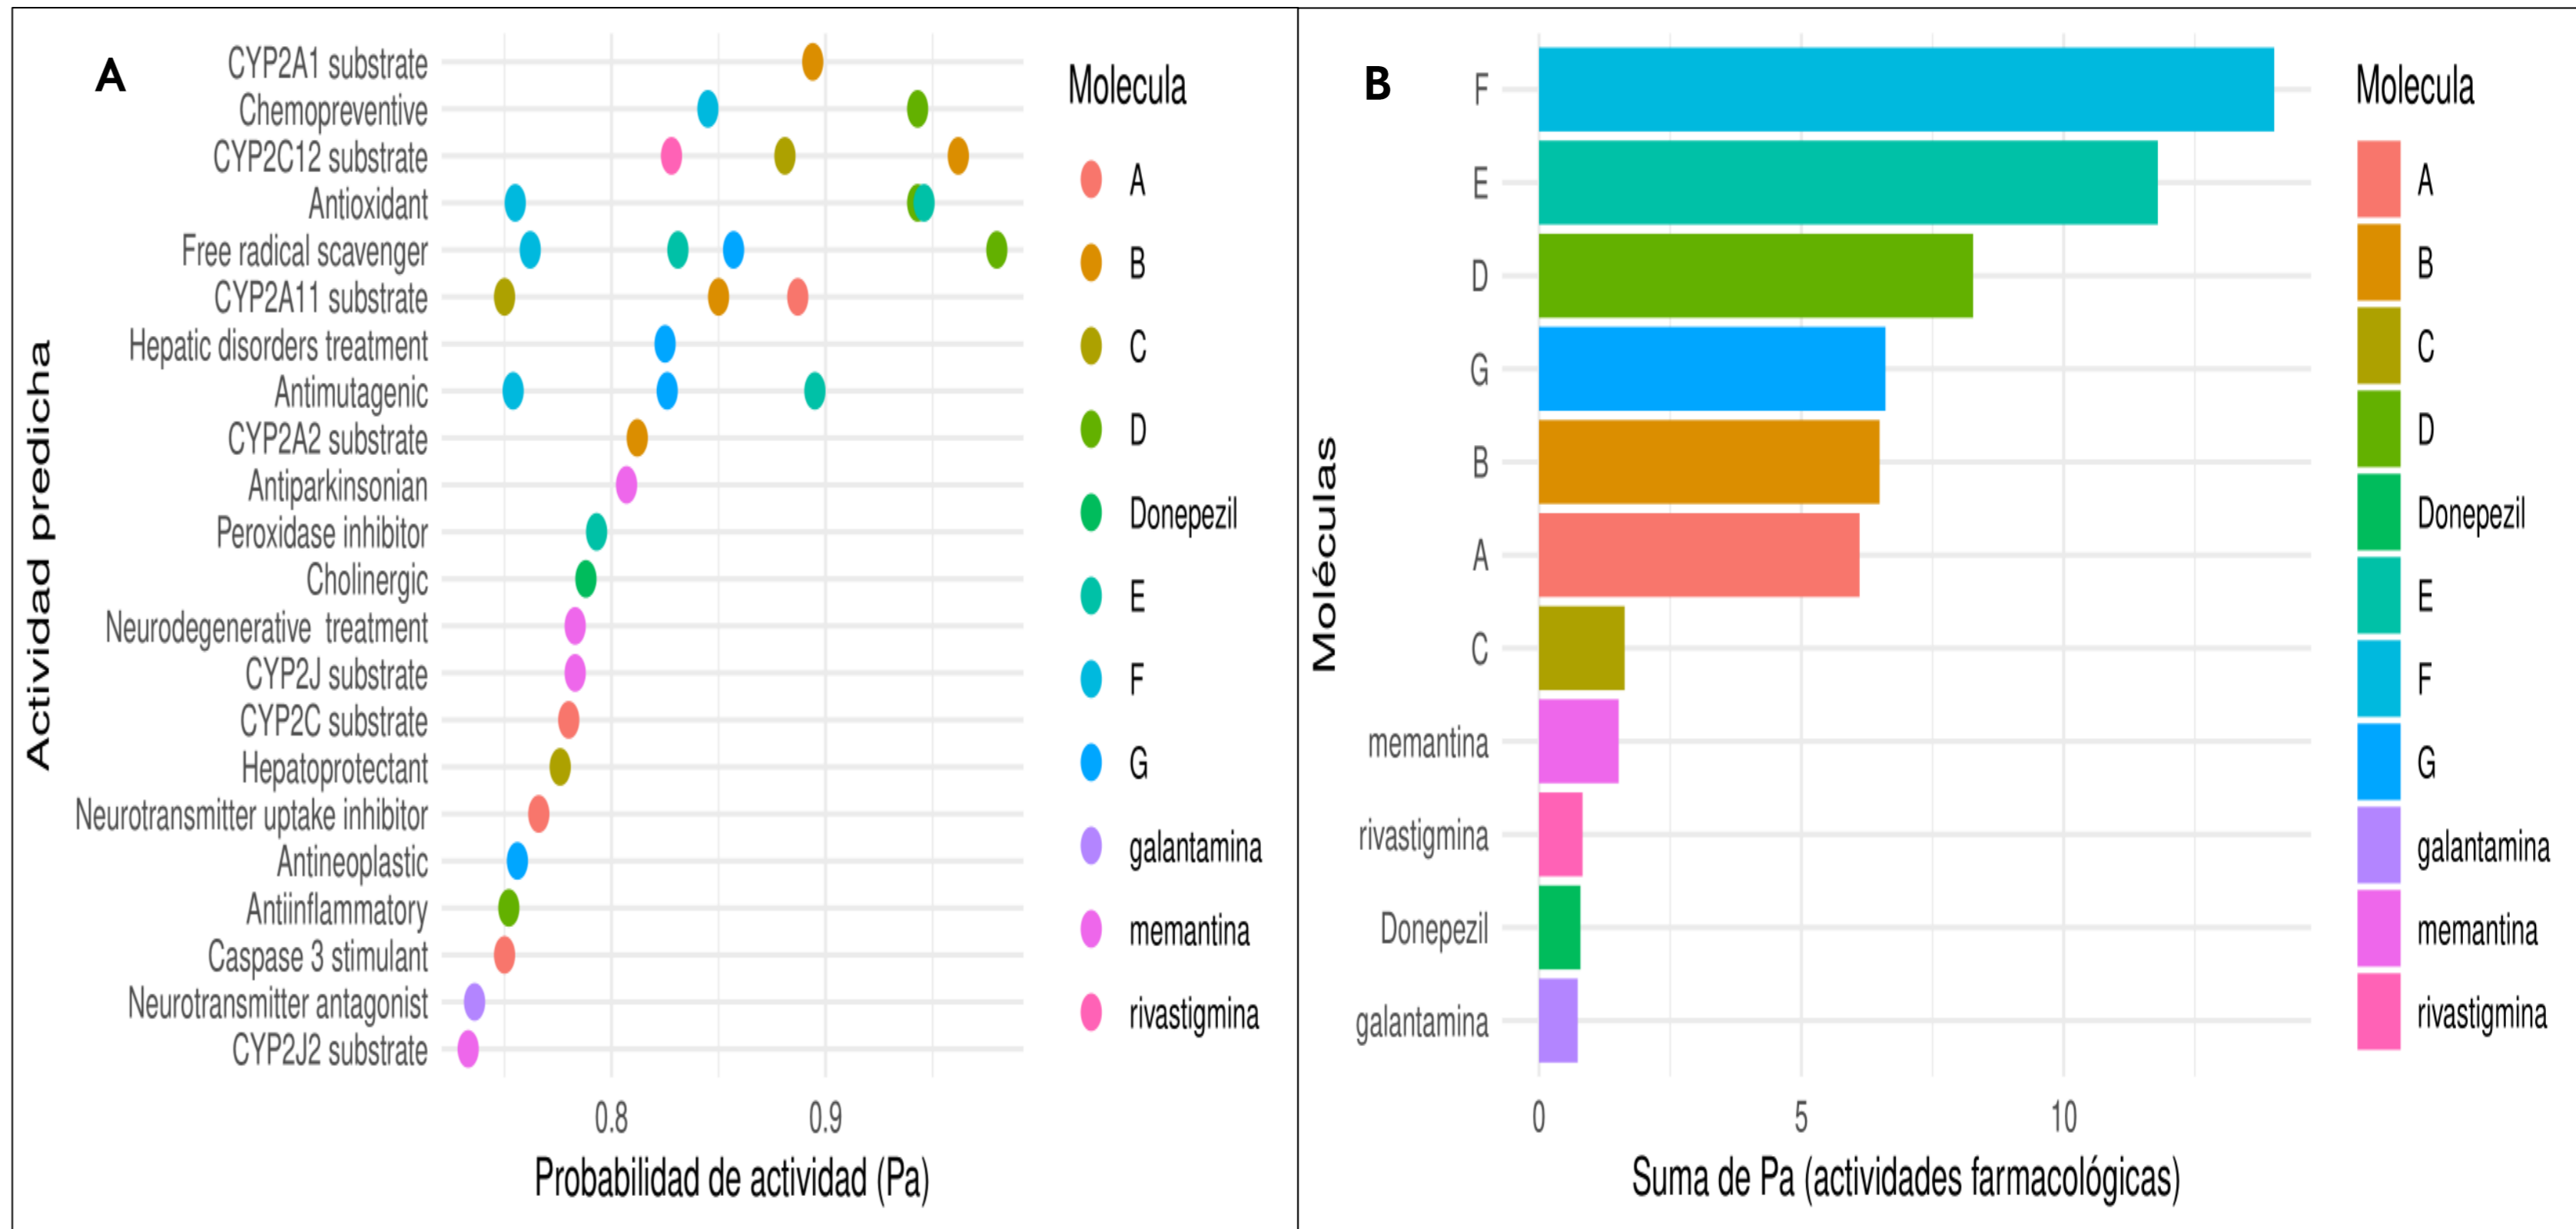 A
Actividad predicha
CYP2A1 substrate
Chemopreventive
CYP2C12 substrate
Antioxidant
Free radical scavenger
CYP2A11 substrate
Hepatic disorders treatment
Antimutagenic
CYP2A2 substrate
Antiparkinsonian
Peroxidase inhibitor
Cholinergic
Neurodegenerative  treatment
CYP2J substrate
CYP2C substrate
Hepatoprotectant
Neurotransmitter uptake inhibitor
Antineoplastic
Antiinflammatory
Caspase 3 stimulant
Neurotransmitter antagonist
CYP2J2 substrate
0.8 0.9
Probabilidad de actividad (Pa)
Molecula
A
B
C
D
Donepezil
E
F
G
galantamina
memantina
rivastigmina
B
Moléculas
F
E
D
G
B
A
C
memantina
rivastigmina
Donepezil
galantamina
0 5 10
Suma de Pa (actividades farmacológicas)
Molecula
A
B
C
D
Donepezil
E
F
G
galantamina
memantina
rivastigmina